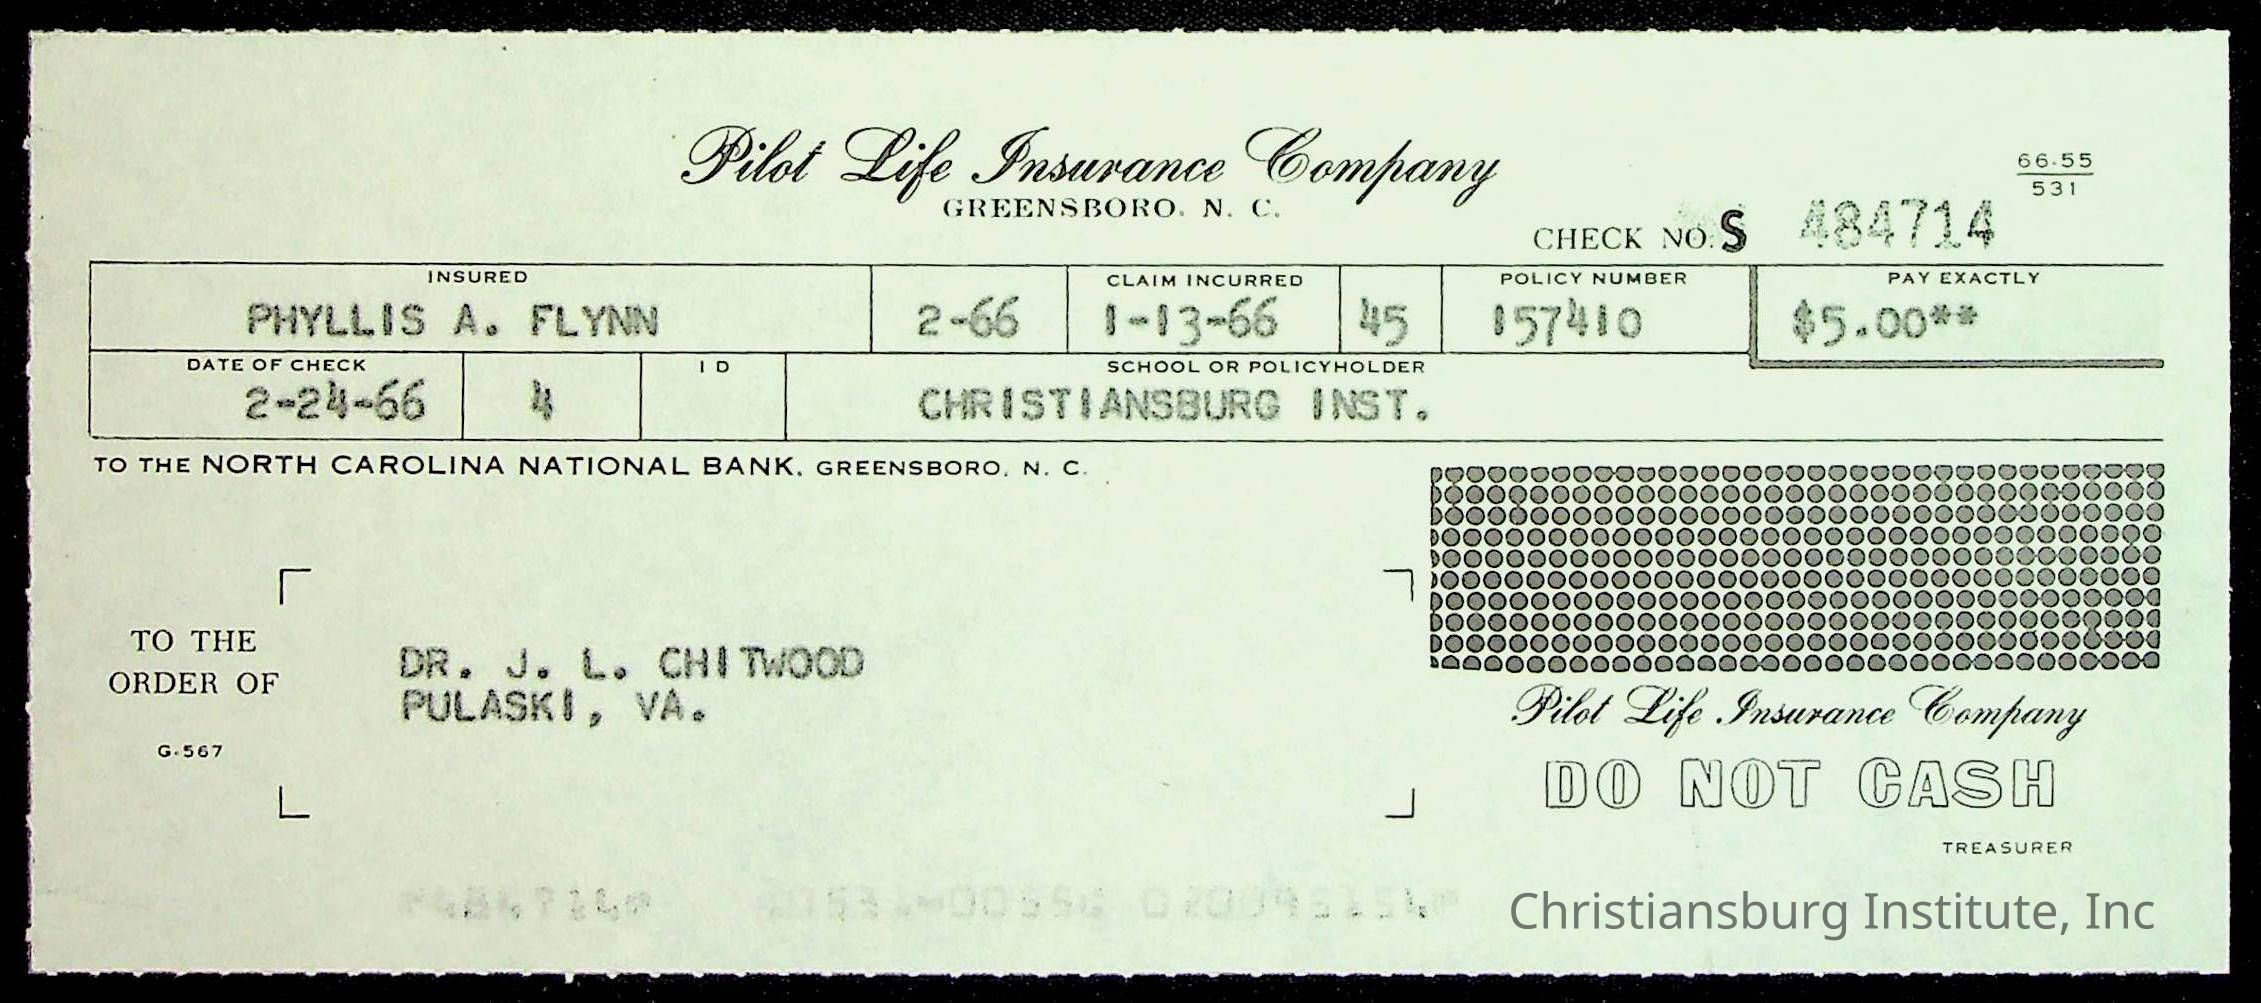 Pilot Life Insurance Company
GREENSBORO, N. C.
66-55
531
CHECK NO. S 484714
INSURED
PHYLLIS A. FLYNN
2-66
CLAIM INCURRED
1-13-66
45
POLICY NUMBER
157410
PAY EXACTLY
$5.00**
DATE OF CHECK
2-24-66
4
I D
SCHOOL OR POLICYHOLDER
CHRISTIANSBURG INST.
TO THE NORTH CAROLINA NATIONAL BANK, GREENSBORO, N. C.
TO THE
ORDER OF
DR. J. L. CHITWOOD
PULASKI, VA.
G-567
Pilot Life Insurance Company
DO NOT CASH
TREASURER
Christiansburg Institute, Inc